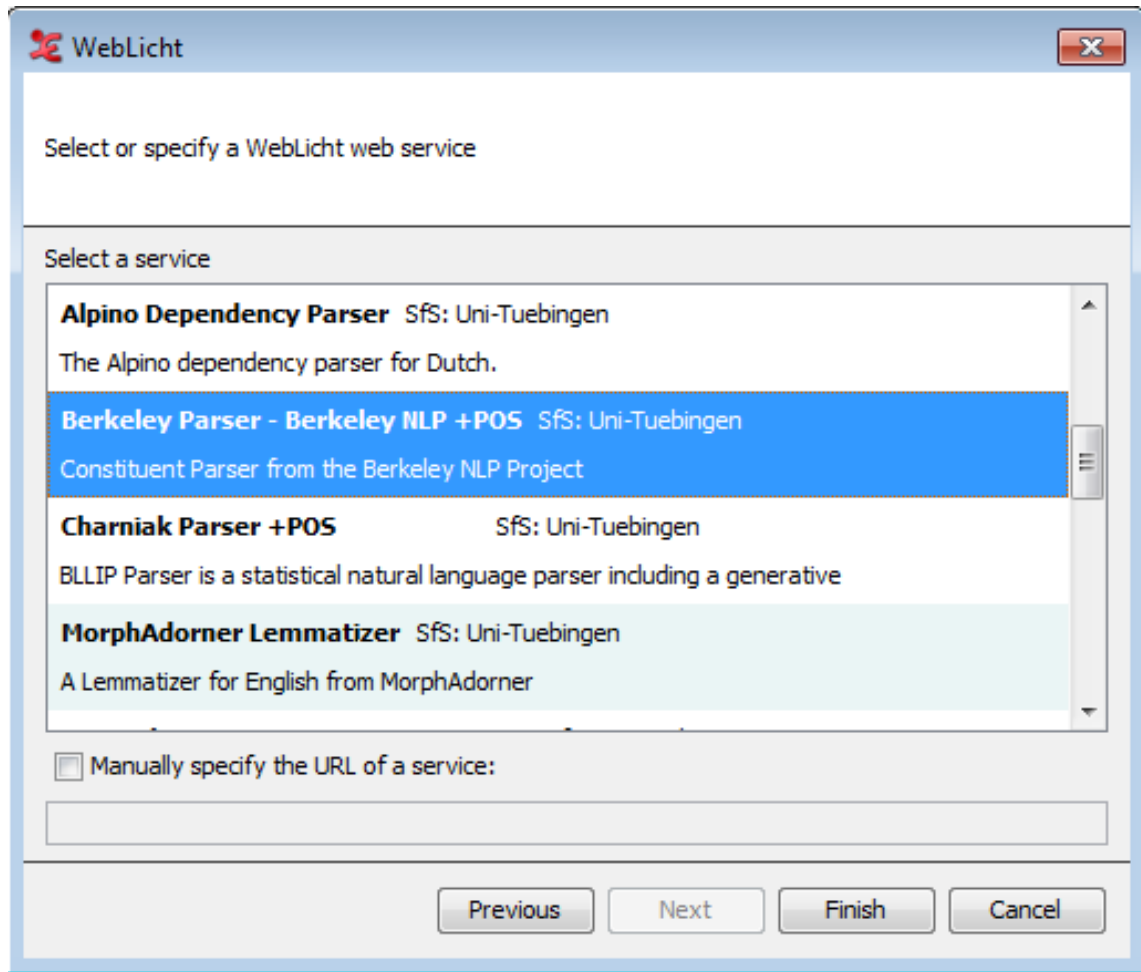 WebLicht
Select or specify a WebLicht web service
Select a service
Alpino Dependency Parser SfS: Uni-Tuebingen
The Alpino dependency parser for Dutch.
Berkeley Parser - Berkeley NLP +POS SfS: Uni-Tuebingen
Constituent Parser from the Berkeley NLP Project
Charniak Parser +POS SfS: Uni-Tuebingen
BLLIP Parser is a statistical natural language parser including a generative
MorphAdorner Lemmatizer SfS: Uni-Tuebingen
A Lemmatizer for English from MorphAdorner
Manually specify the URL of a service:
Previous Next Finish Cancel